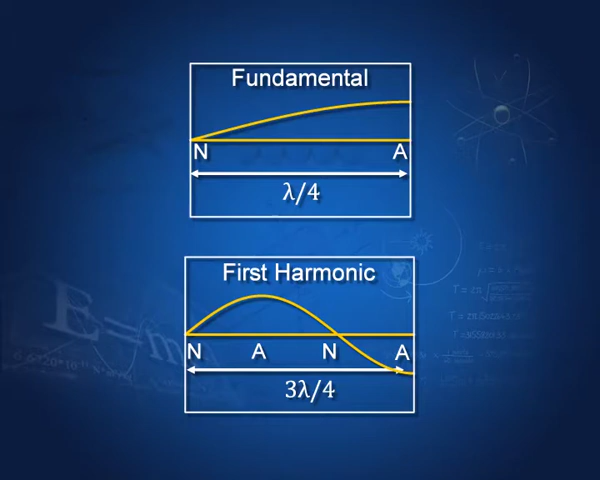 Fundamental
N A
λ/4
First Harmonic
N A N A
3λ/4